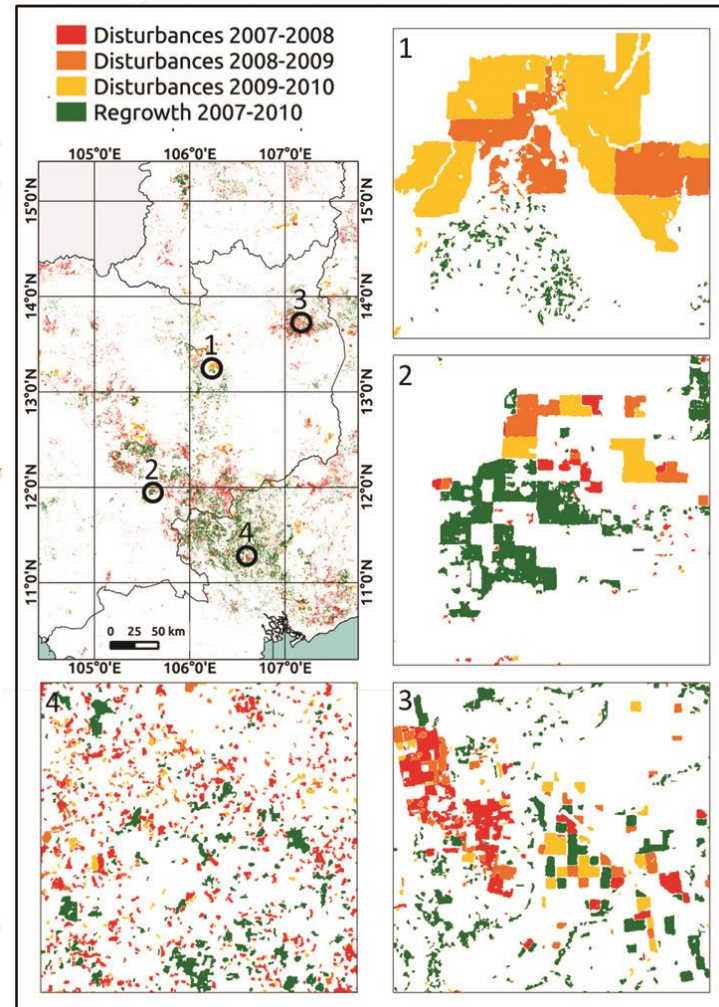 Disturbances 2007-2008
Disturbances 2008-2009
Disturbances 2009-2010
Regrowth 2007-2010
105°0'E 106°0'E 107°0'E
15°0'N
14°0'N
13°0'N
12°0'N
11°0'N
15°0'N
14°0'N
13°0'N
12°0'N
11°0'N
3
1
2
4
0 25 50 km
105°0'E 106°0'E 107°0'E
1
2
4
3